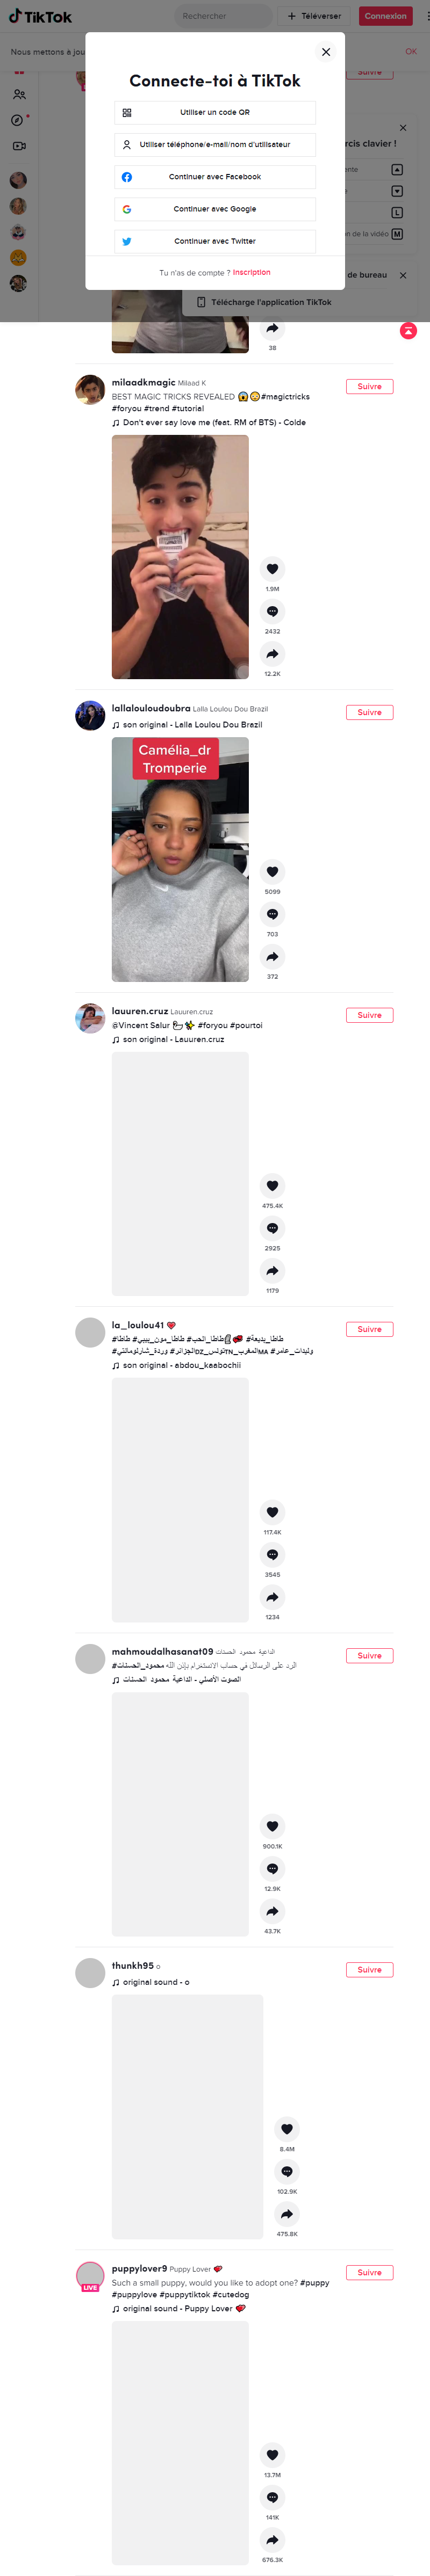 TikTok
Rechercher
Téléverser
Connexion
Nous mettons à jou
OK
Suivre
Connecte-toi à TikTok
Utiliser un code QR
Utiliser téléphone/e-mail/nom d'utilisateur
Continuer avec Facebook
Continuer avec Google
Continuer avec Twitter
Tu n'as de compte ? Inscription
rcis clavier !
L
on de la vidéo M
de bureau
Télécharge l'application TikTok
38
milaadkmagic Milaad K
Suivre
BEST MAGIC TRICKS REVEALED 😱😳#magictricks
#foryou #trend #tutorial
Don't ever say love me (feat. RM of BTS) - Colde
1.9M
2432
12.2K
lallalouloudoubra Lalla Loulou Dou Brazil
Suivre
son original - Lalla Loulou Dou Brazil
Camélia_dr
Tromperie
5099
703
372
lauuren.cruz Lauuren.cruz
Suivre
@Vincent Salur #foryou #pourtoi
son original - Lauuren.cruz
475.4K
2925
1179
la_loulou41
Suivre
#طاطا #طاطا_مون_بيبي #طاطا_الحب #طاطا_بديعة
#وردة_شارلومانتي #الجزائرDZ_تونسTN_المغربMA #وليدات_عامر
son original - abdou_kaabochii
117.4K
3545
1234
mahmoudalhasanat09 الداعية محمود الحسنات
Suivre
#محمود_الحسنات الرد على الرسائل في حساب الانستغرام بإذن الله
الصوت الأصلي - الداعية محمود الحسنات
900.1K
12.9K
43.7K
thunkh95 o
Suivre
original sound - o
8.4M
102.9K
475.8K
puppylover9 Puppy Lover
Suivre
LIVE
Such a small puppy, would you like to adopt one? #puppy
#puppylove #puppytiktok #cutedog
original sound - Puppy Lover
13.7M
141K
676.3K